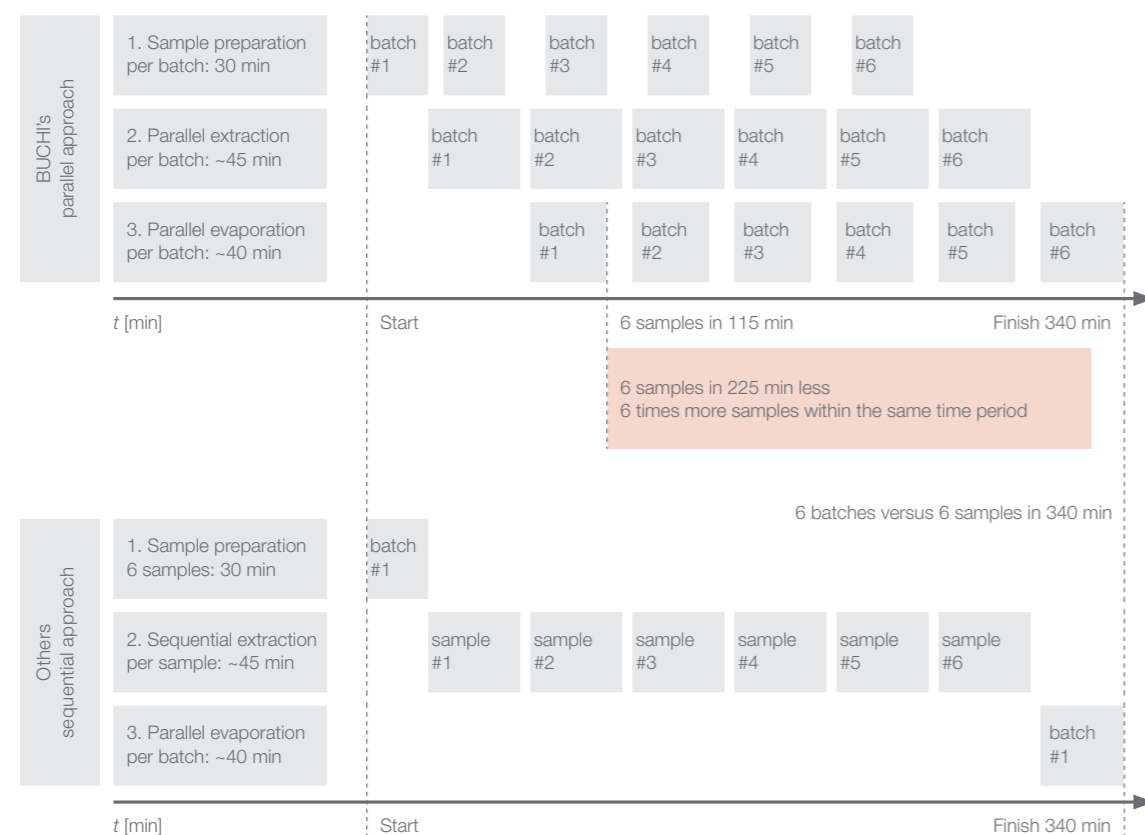 BUCHI's
parallel approach
1. Sample preparation
per batch: 30 min
batch
#1
batch
#2
batch
#3
batch
#4
batch
#5
batch
#6
2. Parallel extraction
per batch: ~45 min
batch
#1
batch
#2
batch
#3
batch
#4
batch
#5
batch
#6
3. Parallel evaporation
per batch: ~40 min
batch
#1
batch
#2
batch
#3
batch
#4
batch
#5
batch
#6
t [min]
Start
6 samples in 115 min
Finish 340 min
6 samples in 225 min less
6 times more samples within the same time period
6 batches versus 6 samples in 340 min
Others
sequential approach
1. Sample preparation
6 samples: 30 min
batch
#1
2. Sequential extraction
per sample: ~45 min
sample
#1
sample
#2
sample
#3
sample
#4
sample
#5
sample
#6
3. Parallel evaporation
per batch: ~40 min
batch
#1
t [min]
Start
Finish 340 min